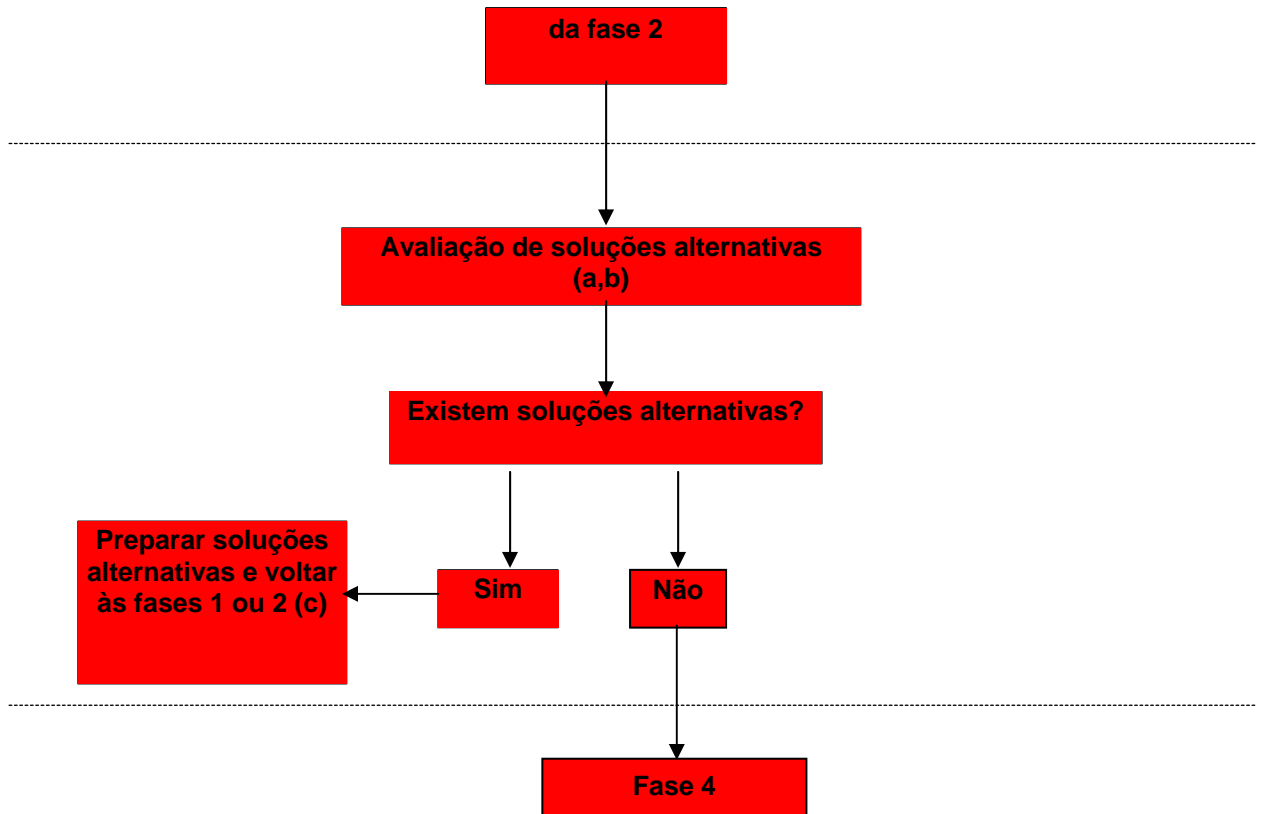 da fase 2
Avaliação de soluções alternativas
(a,b)
Existem soluções alternativas?
Preparar soluções
alternativas e voltar
às fases 1 ou 2 (c)
Sim
Não
Fase 4